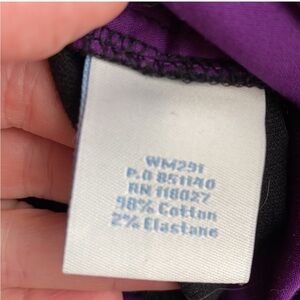 WM291
P.O 851140
RN 118027
98% Cotton
2% Elastane